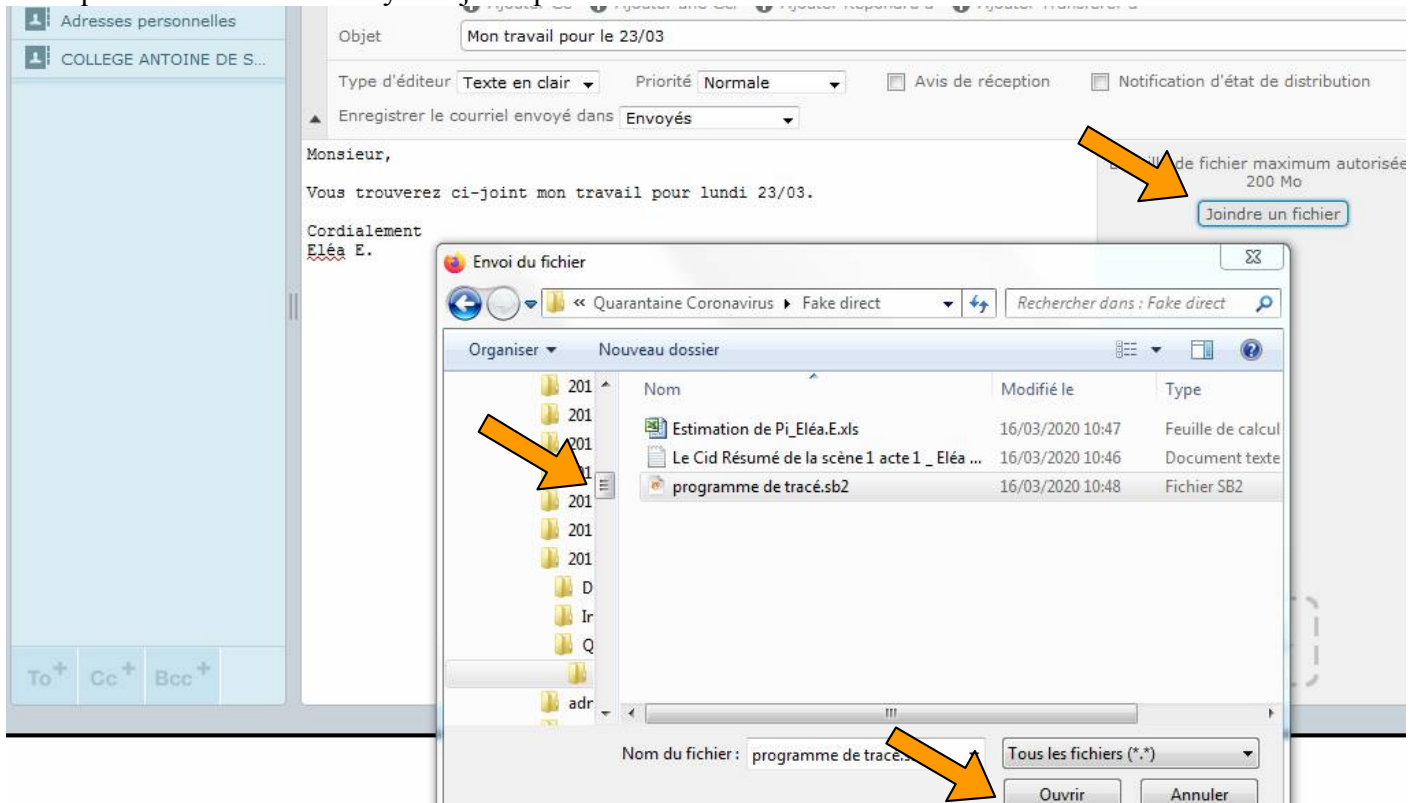 Adresses personnelles
COLLEGE ANTOINE DE S...
Objet
Mon travail pour le 23/03
Type d'éditeur Texte en clair Priorité Normale Avis de réception Notification d'état de distribution
Enregistrer le courriel envoyé dans Envoyés
Monsieur,
Vous trouverez ci-joint mon travail pour lundi 23/03.
Cordialement
Eléa E.
de fichier maximum autorisée
200 Mo
Joindre un fichier
Envoi du fichier
« Quarantaine Coronavirus Fake direct
Rechercher dans : Fake direct
Organiser Nouveau dossier
Nom Modifié le Type
201
201
201
201
201
201
D
Ir
Q
adr
Estimation de Pi_Eléa.E.xls 16/03/2020 10:47 Feuille de calcul
Le Cid Résumé de la scène 1 acte 1 _ Eléa ... 16/03/2020 10:46 Document texte
programme de tracé.sb2 16/03/2020 10:48 Fichier SB2
To+ Cc+ Bcc+
Nom du fichier : programme de tracé.s Tous les fichiers (*.*)
Ouvrir Annuler